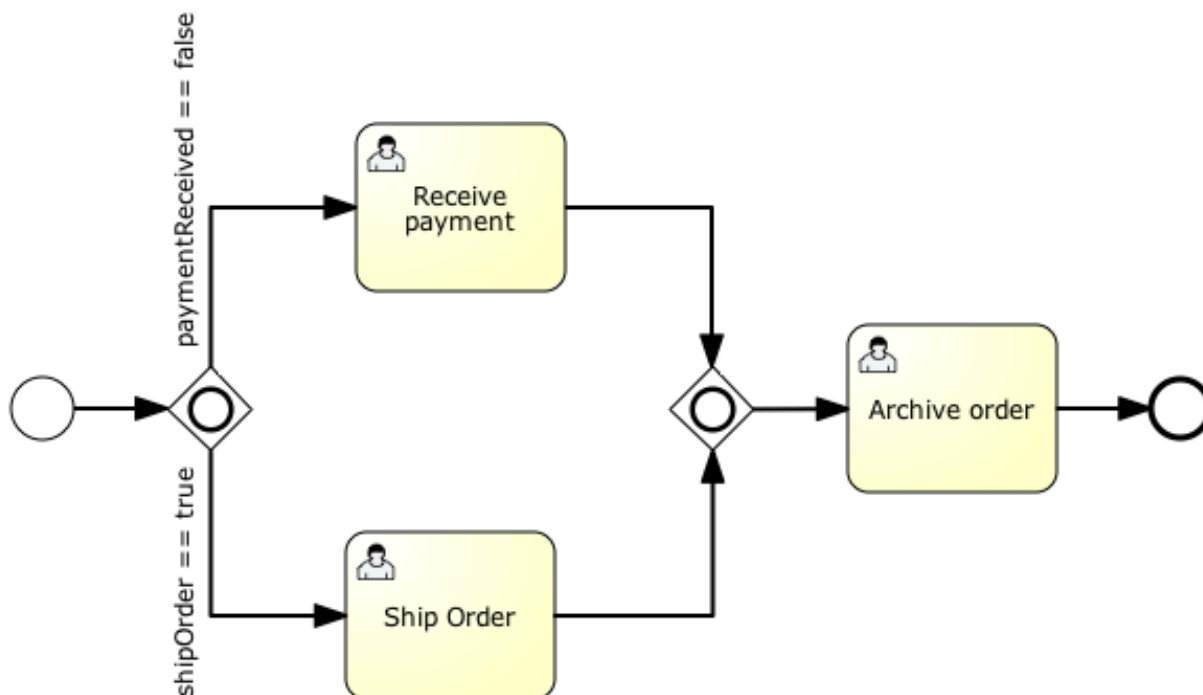 paymentReceived == false
Receive
payment
Archive order
shipOrder == true
Ship Order